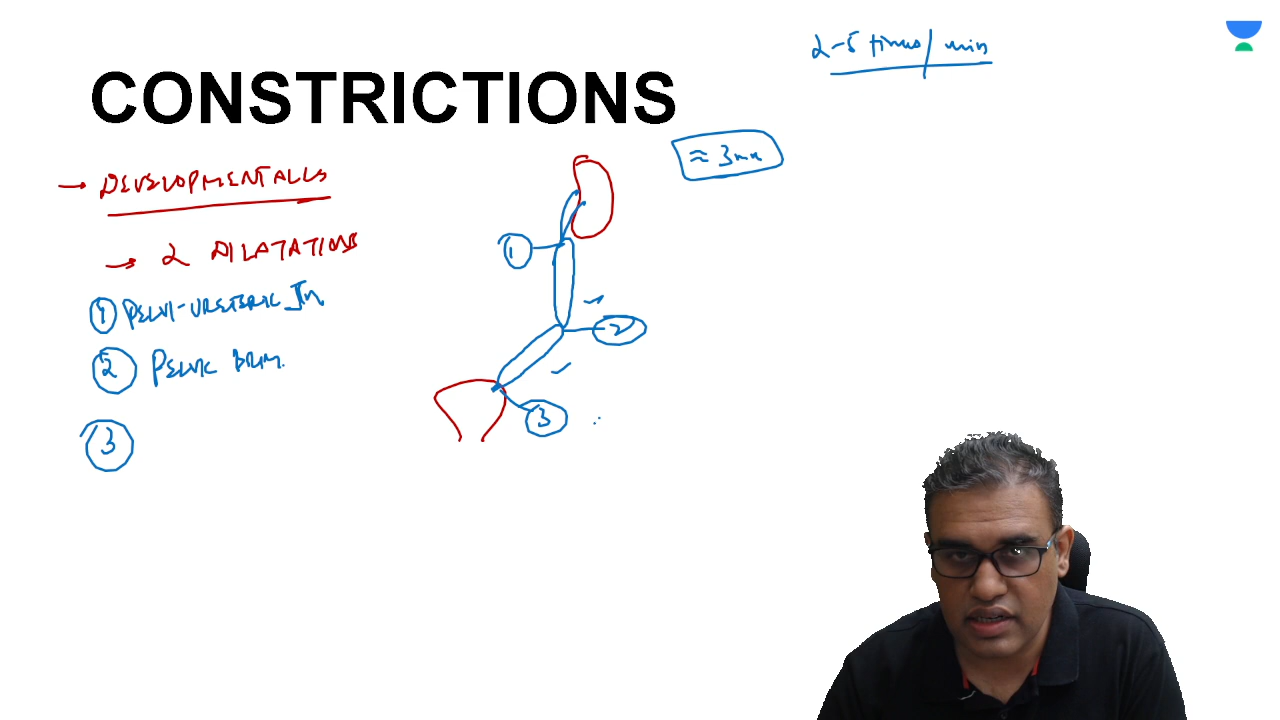 2-5 times/min
CONSTRICTIONS
≈ 3mm
→ DEVELOPMENTALLY
→ 2 DILATATIONS
① PELVI-URETERIC Jn
② PELVIC BRIM.
③
1
2
3